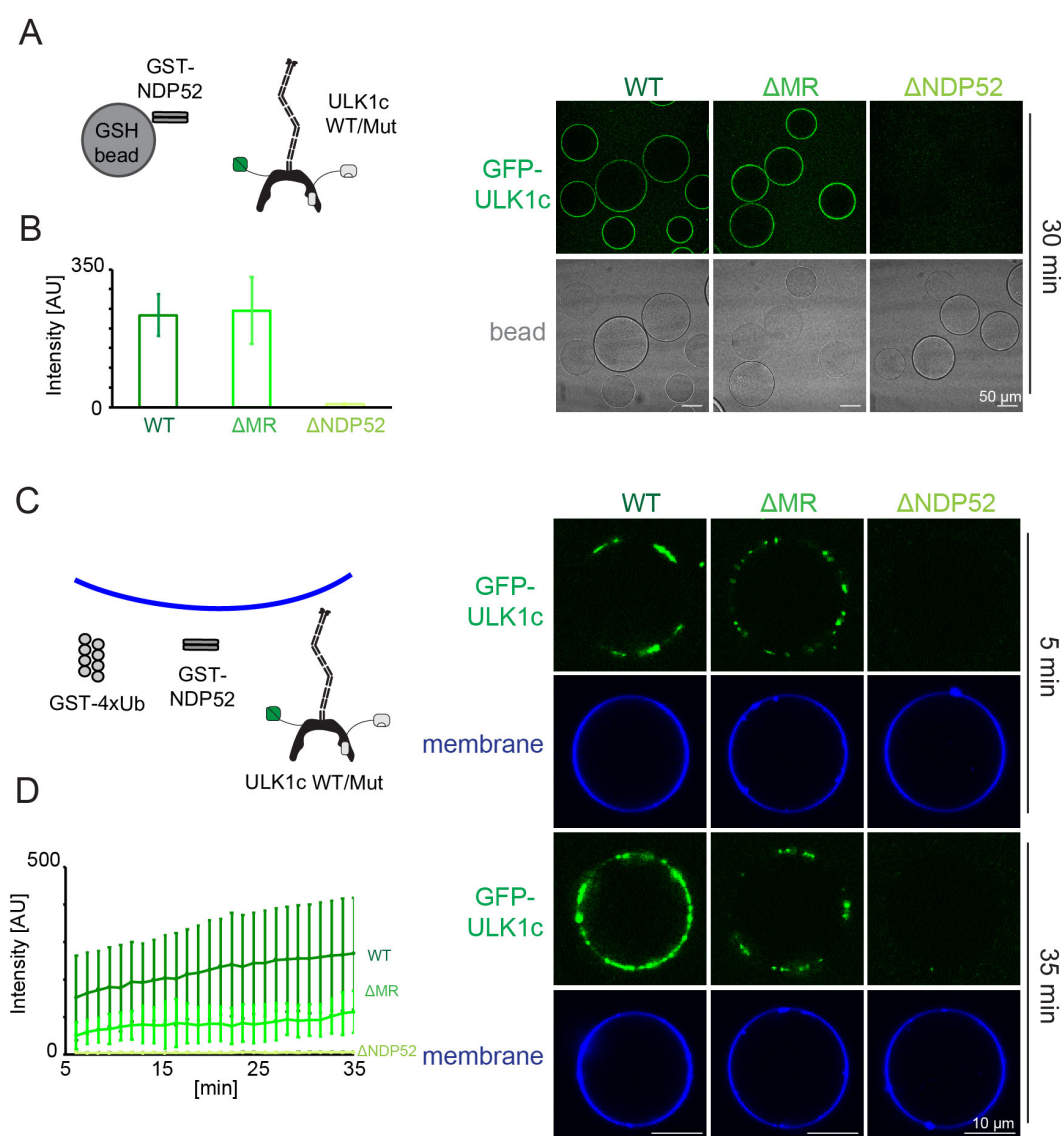 A
GST-
NDP52
GSH
bead
ULK1c
WT/Mut
WT
ΔMR
ΔNDP52
GFP-
ULK1c
bead
50 µm
30 min
B
350
Intensity [AU]
0
WT
ΔMR
ΔNDP52
C
GST-4xUb
GST-
NDP52
ULK1c WT/Mut
WT
ΔMR
ΔNDP52
GFP-
ULK1c
membrane
5 min
GFP-
ULK1c
membrane
10 µm
35 min
D
500
Intensity [AU]
0
WT
ΔMR
ΔNDP52
5
15
25
35
[min]